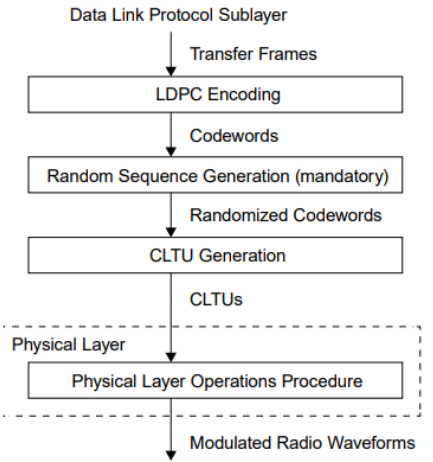 Data Link Protocol Sublayer
Transfer Frames
LDPC Encoding
Codewords
Random Sequence Generation (mandatory)
Randomized Codewords
CLTU Generation
CLTUs
Physical Layer
Physical Layer Operations Procedure
Modulated Radio Waveforms